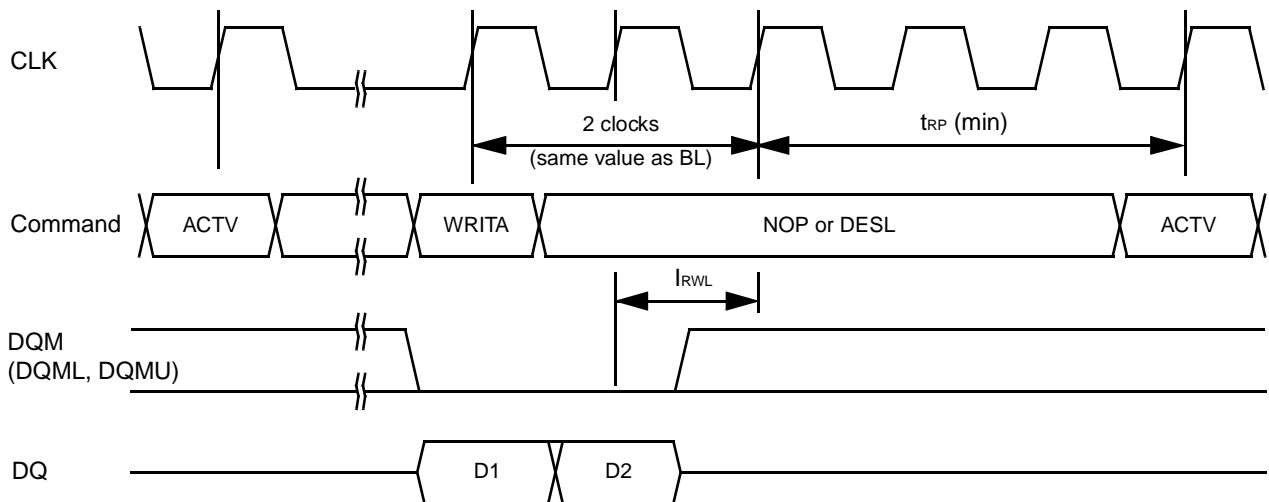 CLK
2 clocks
(same value as BL)
tRP (min)
Command
ACTV
WRITA
NOP or DESL
ACTV
IRWL
DQM
(DQML, DQMU)
DQ
D1
D2